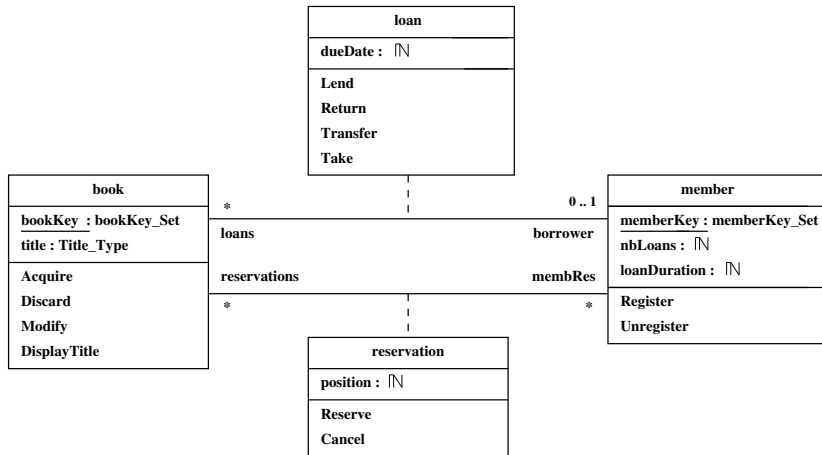 loan
dueDate : ℕ
Lend
Return
Transfer
Take
book
bookKey : bookKey_Set
title : Title_Type
Acquire
Discard
Modify
DisplayTitle
* 0 .. 1
loans borrower
reservations membRes
* *
member
memberKey : memberKey_Set
nbLoans : ℕ
loanDuration : ℕ
Register
Unregister
reservation
position : ℕ
Reserve
Cancel